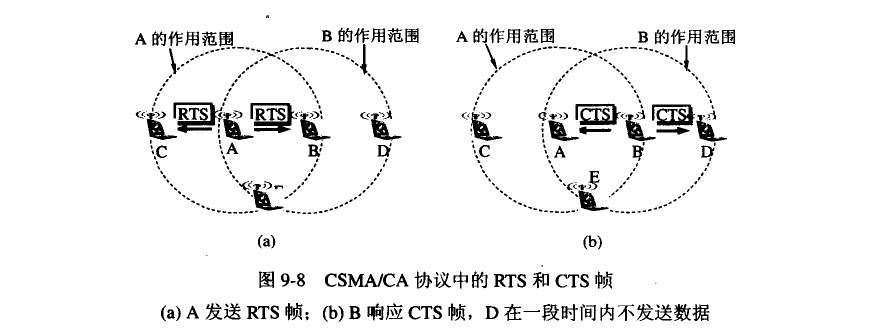 A 的作用范围
B 的作用范围
RTS
RTS
C
A
B
D
(a)
A 的作用范围
B 的作用范围
CTS
CTS
C
A
B
D
E
(b)
图 9-8 CSMA/CA 协议中的 RTS 和 CTS 帧
(a) A 发送 RTS 帧；(b) B 响应 CTS 帧，D 在一段时间内不发送数据